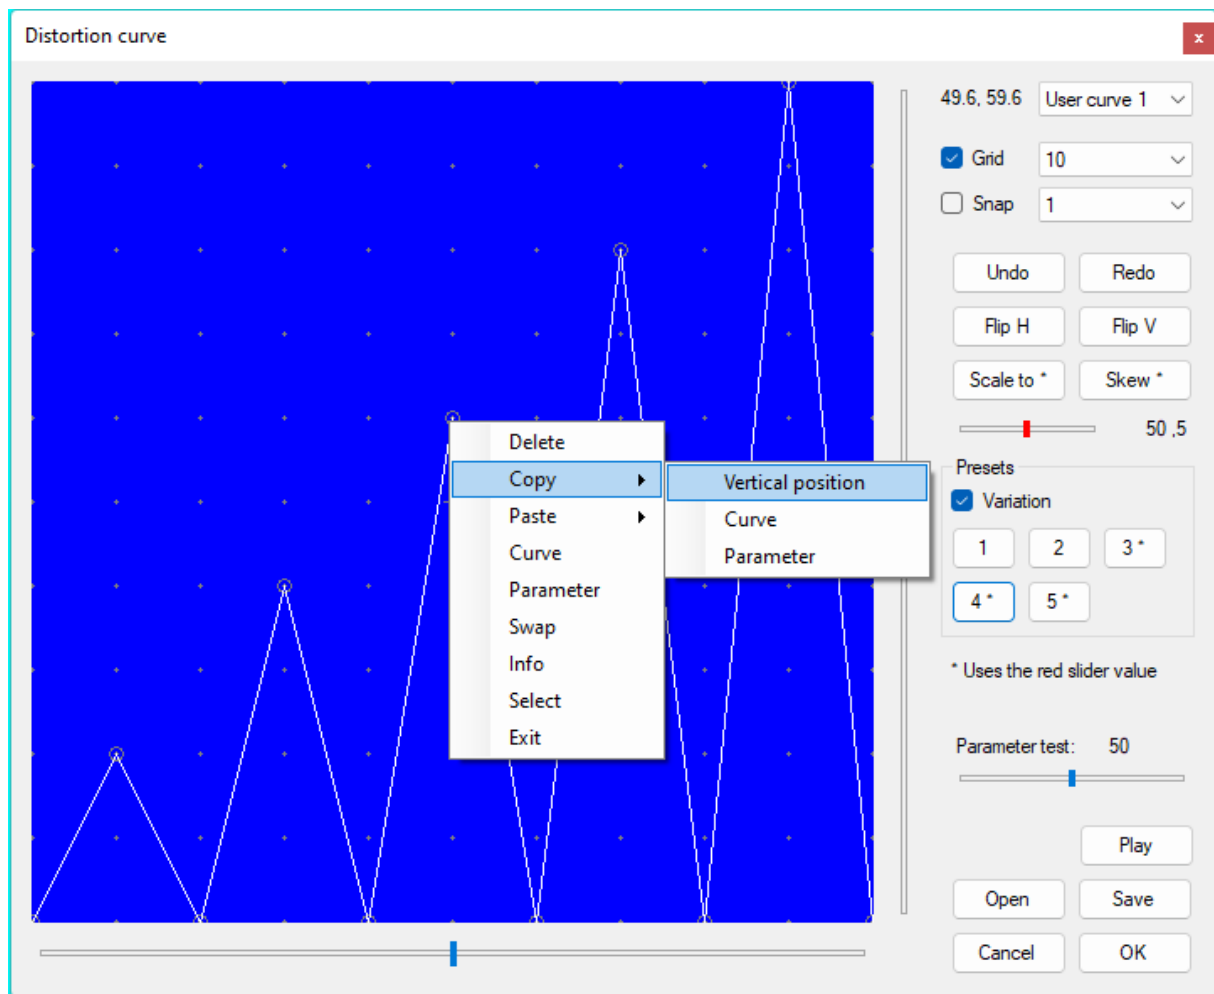 Distortion curve
x
49.6, 59.6 User curve 1
Grid 10
Snap 1
Undo Redo
Flip H Flip V
Scale to * Skew *
50 ,5
Presets
Variation
1 2 3 *
4 * 5 *
* Uses the red slider value
Parameter test: 50
Play
Open Save
Cancel OK
Delete
Copy
Paste
Curve
Parameter
Swap
Info
Select
Exit
Vertical position
Curve
Parameter